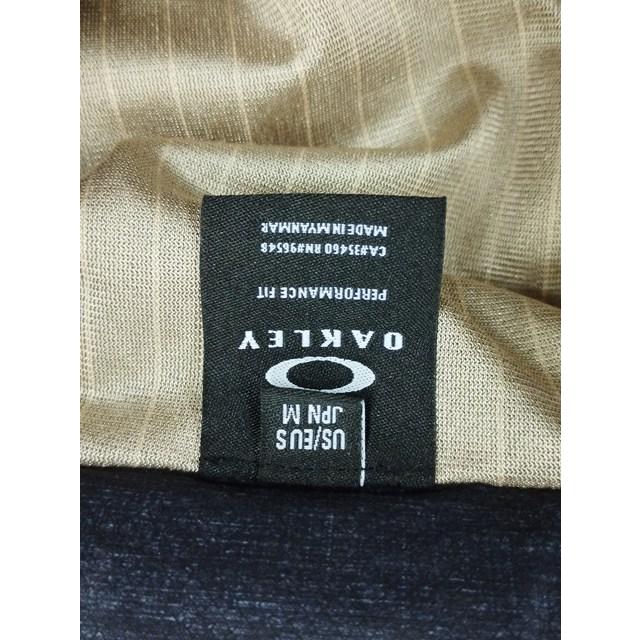 US/EU S
JPN M
OAKLEY
PERFORMANCE FIT
CA#35460 RN#96548
MADE IN MYANMAR